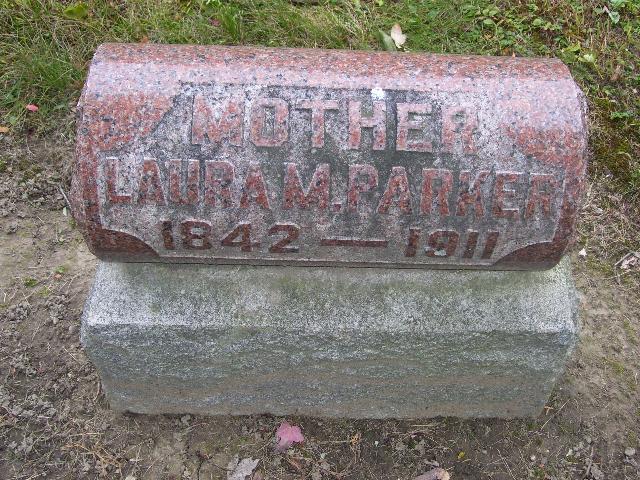 MOTHER
LAURA M. PARKER
1842 — 1911